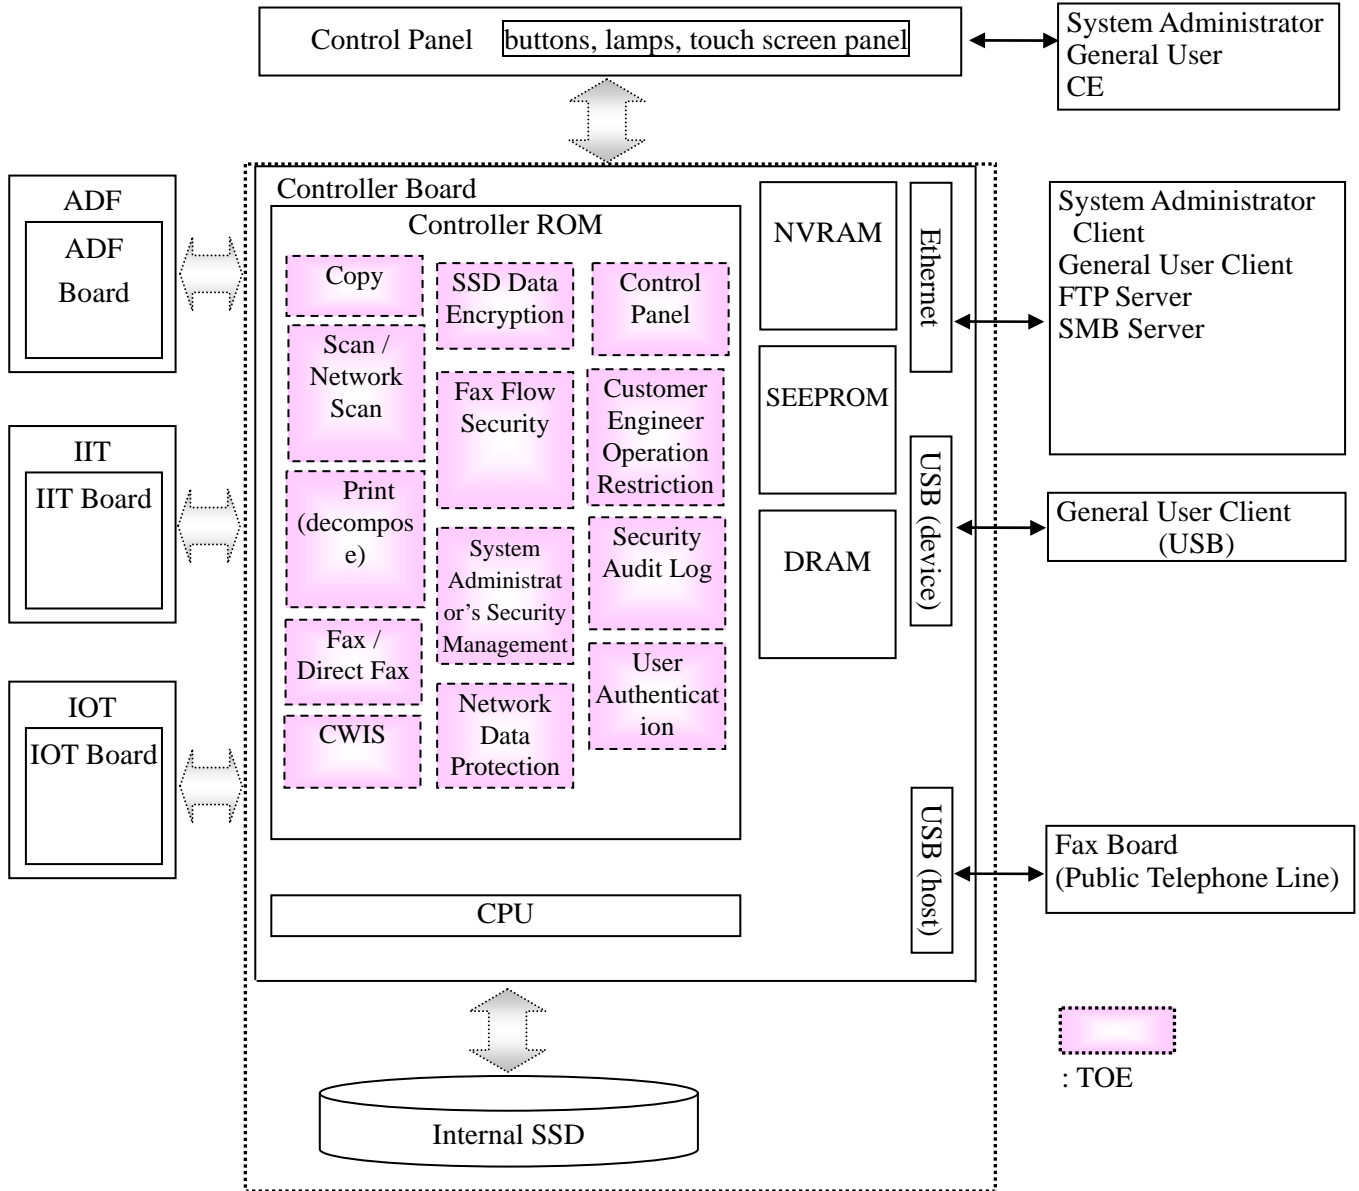 Control Panel buttons, lamps, touch screen panel
System Administrator
General User
CE
ADF
ADF
Board
IIT
IIT Board
IOT
IOT Board
Controller Board
Controller ROM
Copy
Scan /
Network
Scan
Print
(decompos
e)
Fax /
Direct Fax
CWIS
SSD Data
Encryption
Fax Flow
Security
System
Administrat
or’s Security
Management
Network
Data
Protection
Control
Panel
Customer
Engineer
Operation
Restriction
Security
Audit Log
User
Authenticat
ion
NVRAM
SEEPROM
DRAM
Ethernet
USB (device)
USB (host)
CPU
Internal SSD
System Administrator
Client
General User Client
FTP Server
SMB Server
General User Client
(USB)
Fax Board
(Public Telephone Line)
: TOE